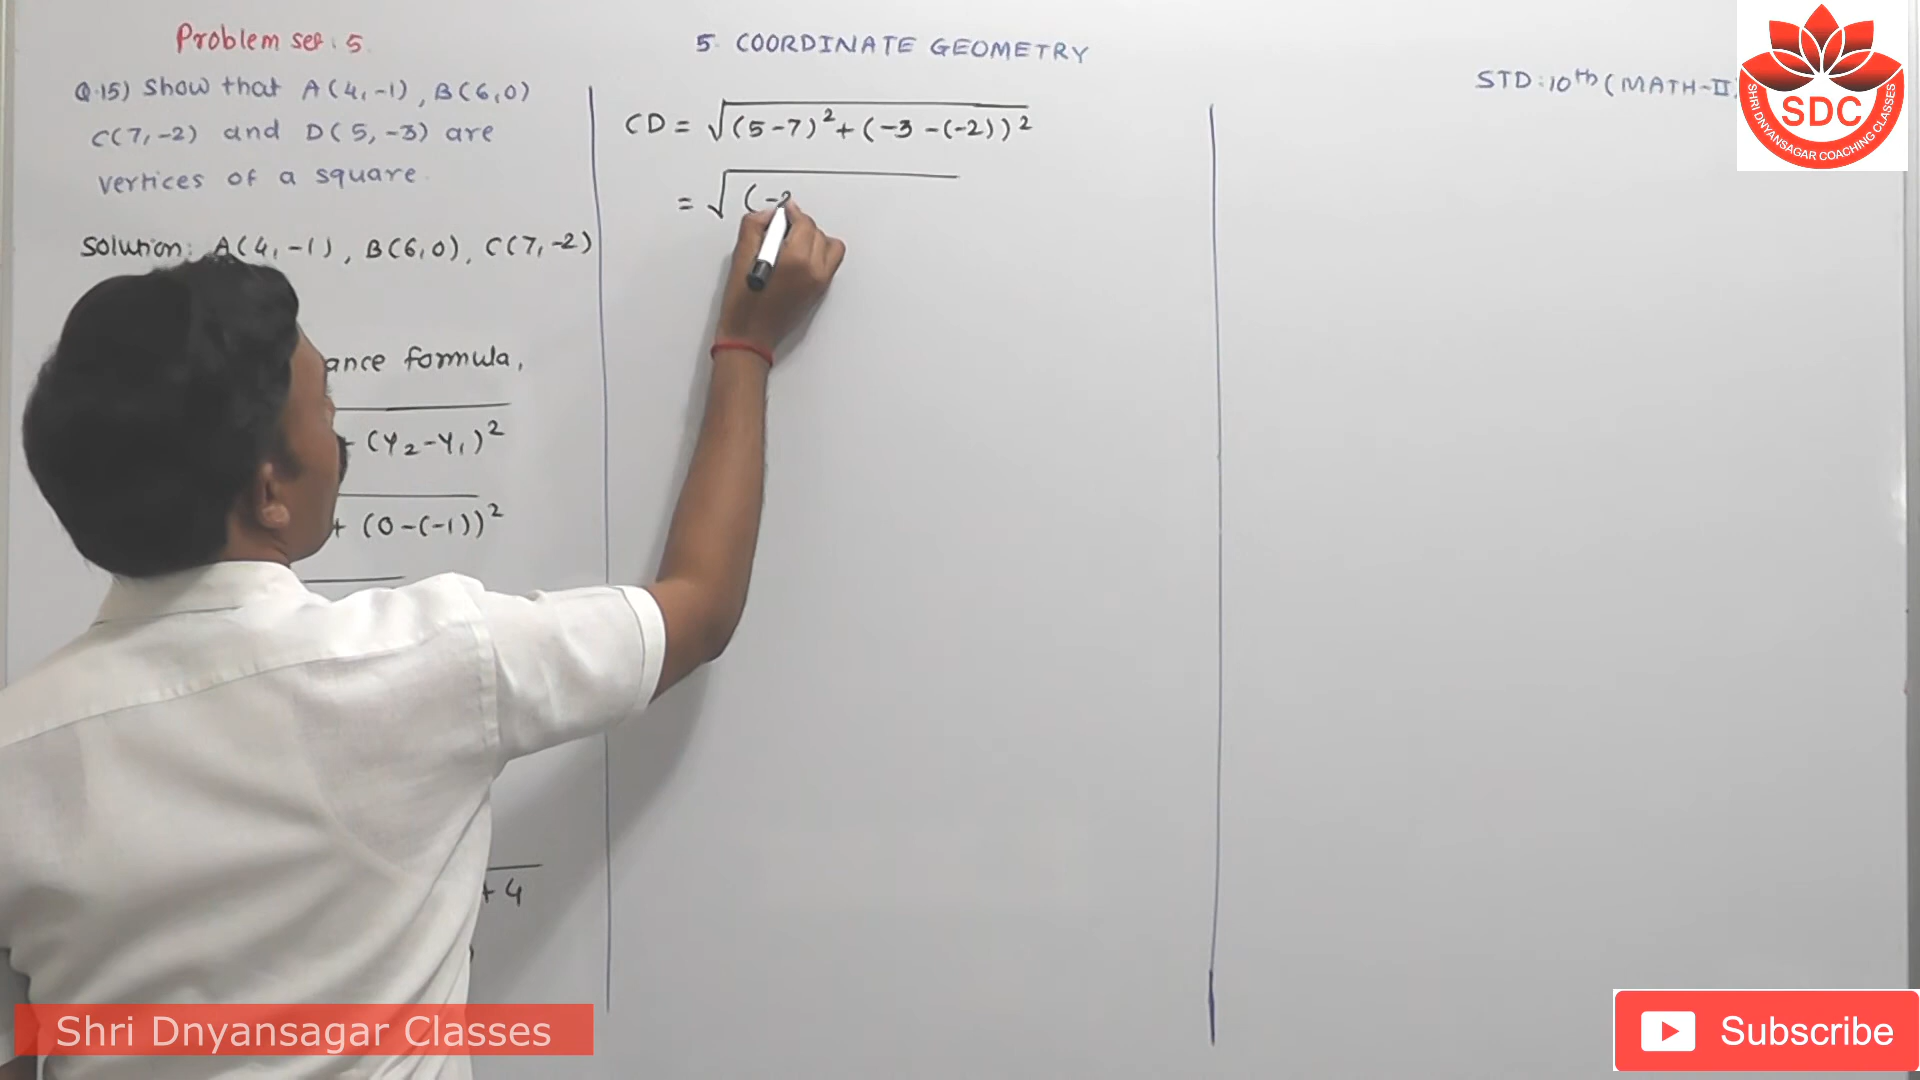 Problem set : 5.
Q.15) Show that A(4,-1), B(6,0)
C(7,-2) and D(5,-3) are
vertices of a square.
Solution: A(4,-1), B(6,0), C(7,-2)
formula,
(Y₂-Y₁)²
+ (0-(-1))²
+ 4
5. COORDINATE GEOMETRY
CD = √(5-7)²+(-3-(-2))²
= √(-2
STD:10th (MATH-II
SDC
SHRI DNYANSAGAR COACHING CLASSES
Shri Dnyansagar Classes
Subscribe